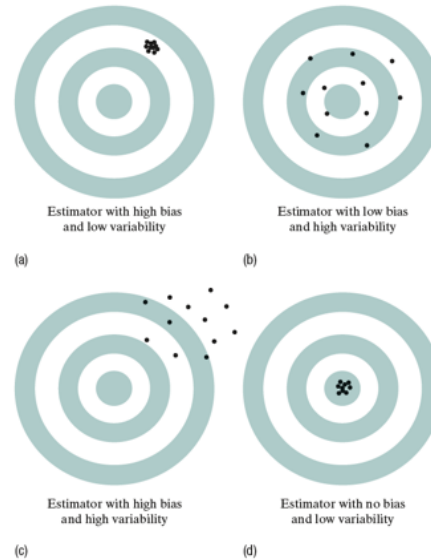 Estimator with high bias
and low variability
(a)
Estimator with low bias
and high variability
(b)
Estimator with high bias
and high variability
(c)
Estimator with no bias
and low variability
(d)